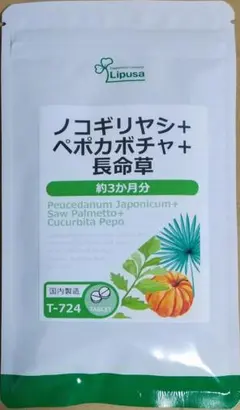 Lipusa
ノコギリヤシ+
ペポカボチャ+
長命草
約3か月分
Peucedanum Japonicum+
Saw Palmetto+
Cucurbita Pepo
国内製造
T-724
TABLET